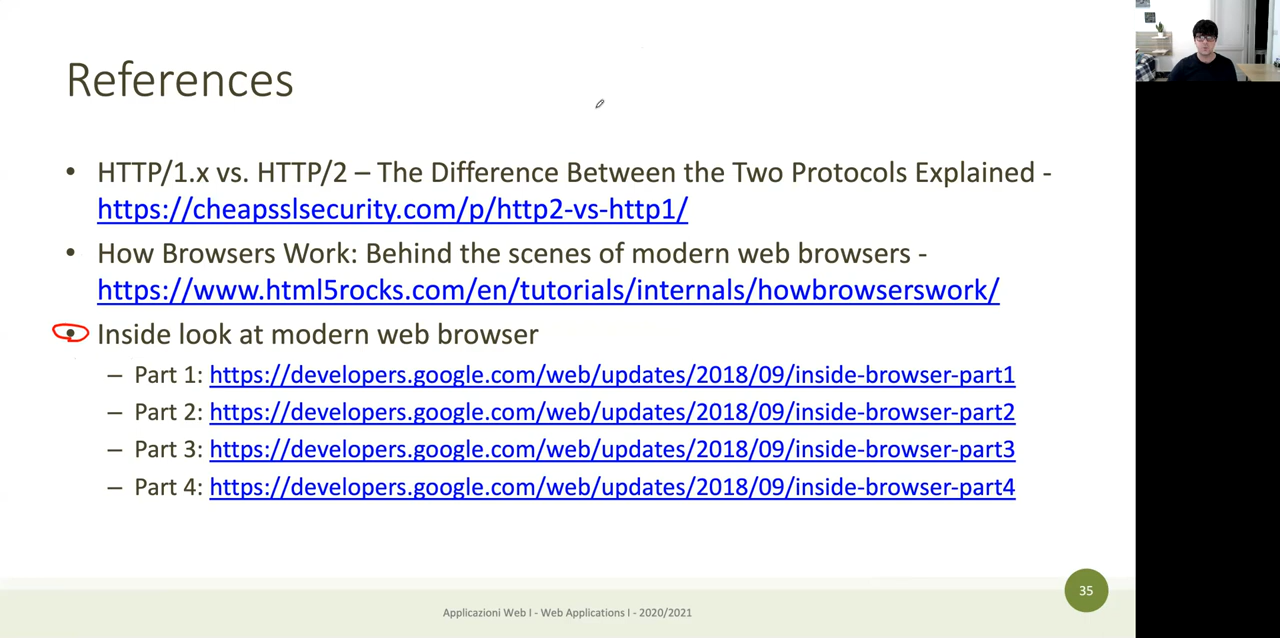 References
• HTTP/1.x vs. HTTP/2 – The Difference Between the Two Protocols Explained -
https://cheapsslsecurity.com/p/http2-vs-http1/
• How Browsers Work: Behind the scenes of modern web browsers -
https://www.html5rocks.com/en/tutorials/internals/howbrowserswork/
• Inside look at modern web browser
– Part 1: https://developers.google.com/web/updates/2018/09/inside-browser-part1
– Part 2: https://developers.google.com/web/updates/2018/09/inside-browser-part2
– Part 3: https://developers.google.com/web/updates/2018/09/inside-browser-part3
– Part 4: https://developers.google.com/web/updates/2018/09/inside-browser-part4
35
Applicazioni Web I - Web Applications I - 2020/2021